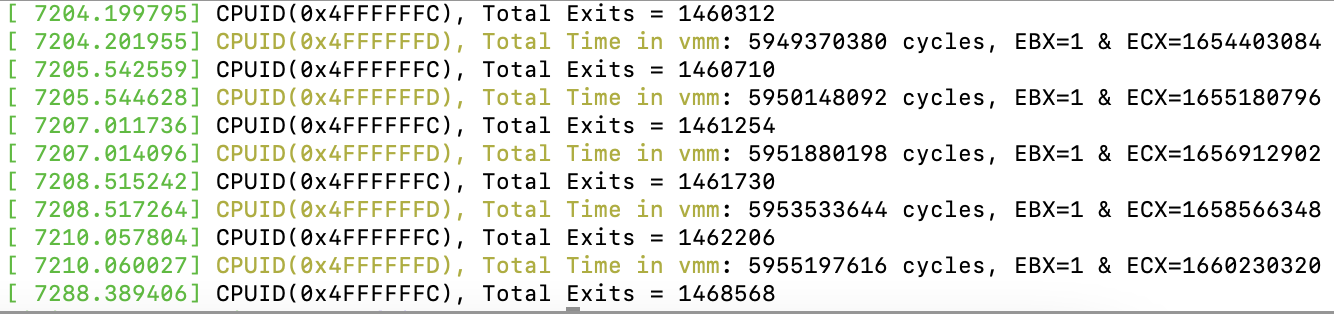 [ 7204.199795] CPUID(0x4FFFFFFC), Total Exits = 1460312
[ 7204.201955] CPUID(0x4FFFFFFD), Total Time in vmm: 5949370380 cycles, EBX=1 & ECX=1654403084
[ 7205.542559] CPUID(0x4FFFFFFC), Total Exits = 1460710
[ 7205.544628] CPUID(0x4FFFFFFD), Total Time in vmm: 5950148092 cycles, EBX=1 & ECX=1655180796
[ 7207.011736] CPUID(0x4FFFFFFC), Total Exits = 1461254
[ 7207.014096] CPUID(0x4FFFFFFD), Total Time in vmm: 5951880198 cycles, EBX=1 & ECX=1656912902
[ 7208.515242] CPUID(0x4FFFFFFC), Total Exits = 1461730
[ 7208.517264] CPUID(0x4FFFFFFD), Total Time in vmm: 5953533644 cycles, EBX=1 & ECX=1658566348
[ 7210.057804] CPUID(0x4FFFFFFC), Total Exits = 1462206
[ 7210.060027] CPUID(0x4FFFFFFD), Total Time in vmm: 5955197616 cycles, EBX=1 & ECX=1660230320
[ 7288.389406] CPUID(0x4FFFFFFC), Total Exits = 1468568